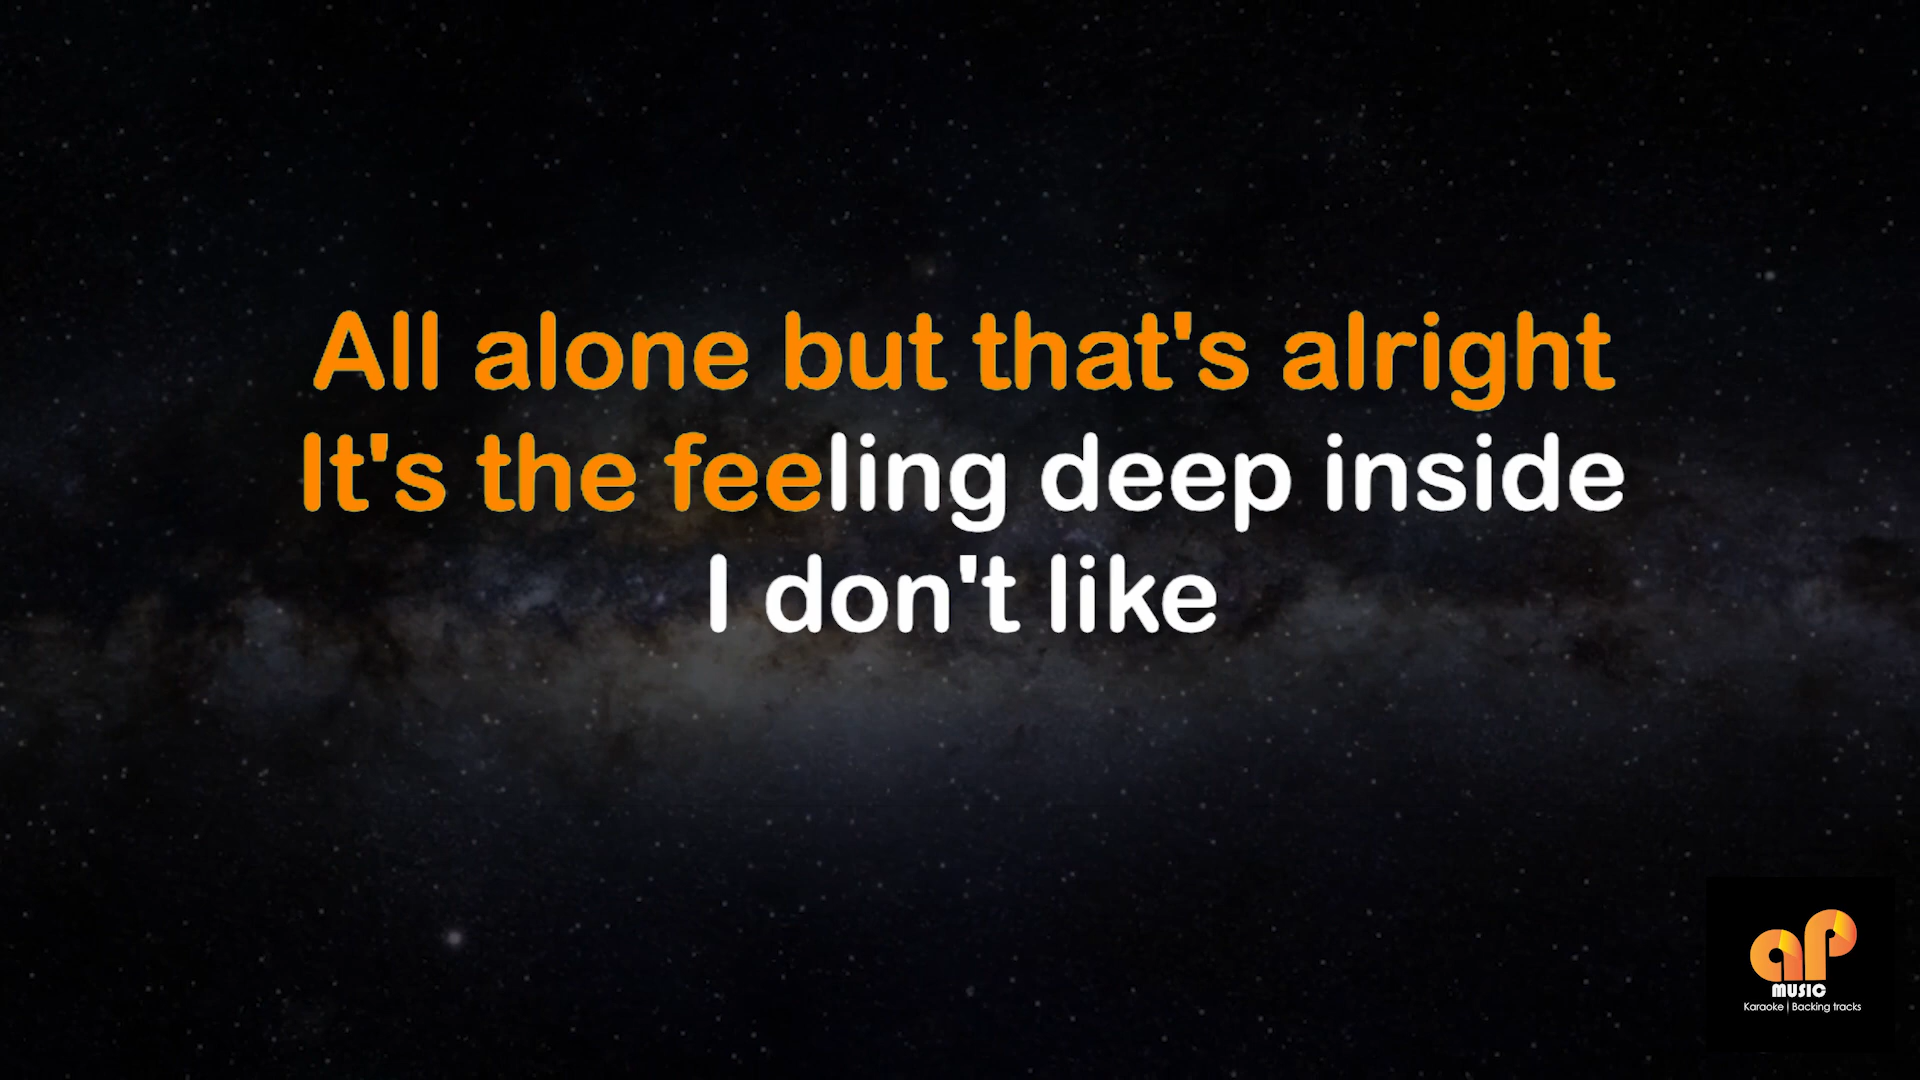 All alone but that's alright
It's the feeling deep inside
I don't like
aP
MUSIC
Karaoke | Backing tracks